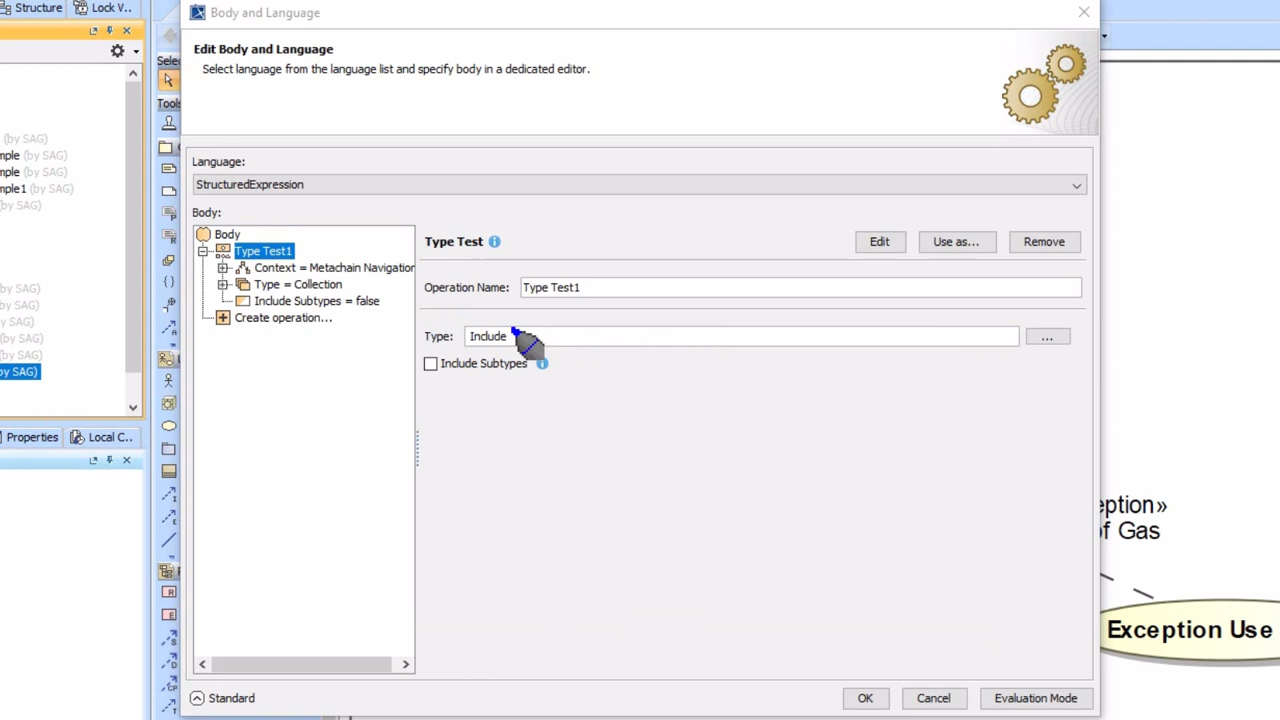 Structure
Lock V..
Body and Language
Edit Body and Language
Select language from the language list and specify body in a dedicated editor.
Sele
Tools
(by SAG)
mple (by SAG)
mple (by SAG)
mple1 (by SAG)
by SAG)
by SAG)
by SAG)
y SAG)
by SAG)
by SAG)
by SAG)
Properties
Local C..
Language:
StructuredExpression
Body:
Body
Type Test1
Context = Metachain Navigation
Type = Collection
Include Subtypes = false
Create operation...
Type Test
Edit
Use as...
Remove
Operation Name: Type Test1
Type: Include
...
Include Subtypes
Standard
OK
Cancel
Evaluation Mode
eption»
of Gas
Exception Use